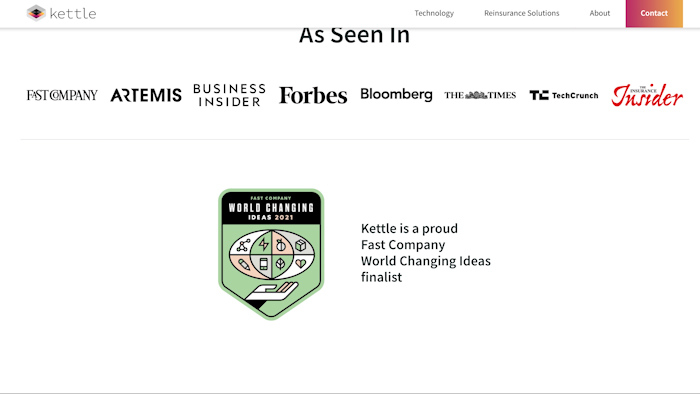 kettle
Technology
Reinsurance Solutions
About
Contact
As Seen In
FAST COMPANY
ARTEMIS
BUSINESS
INSIDER
Forbes
Bloomberg
THE TIMES
TechCrunch
THE
INSURANCE
Insider
FAST COMPANY
WORLD CHANGING
IDEAS 2021
Kettle is a proud
Fast Company
World Changing Ideas
finalist